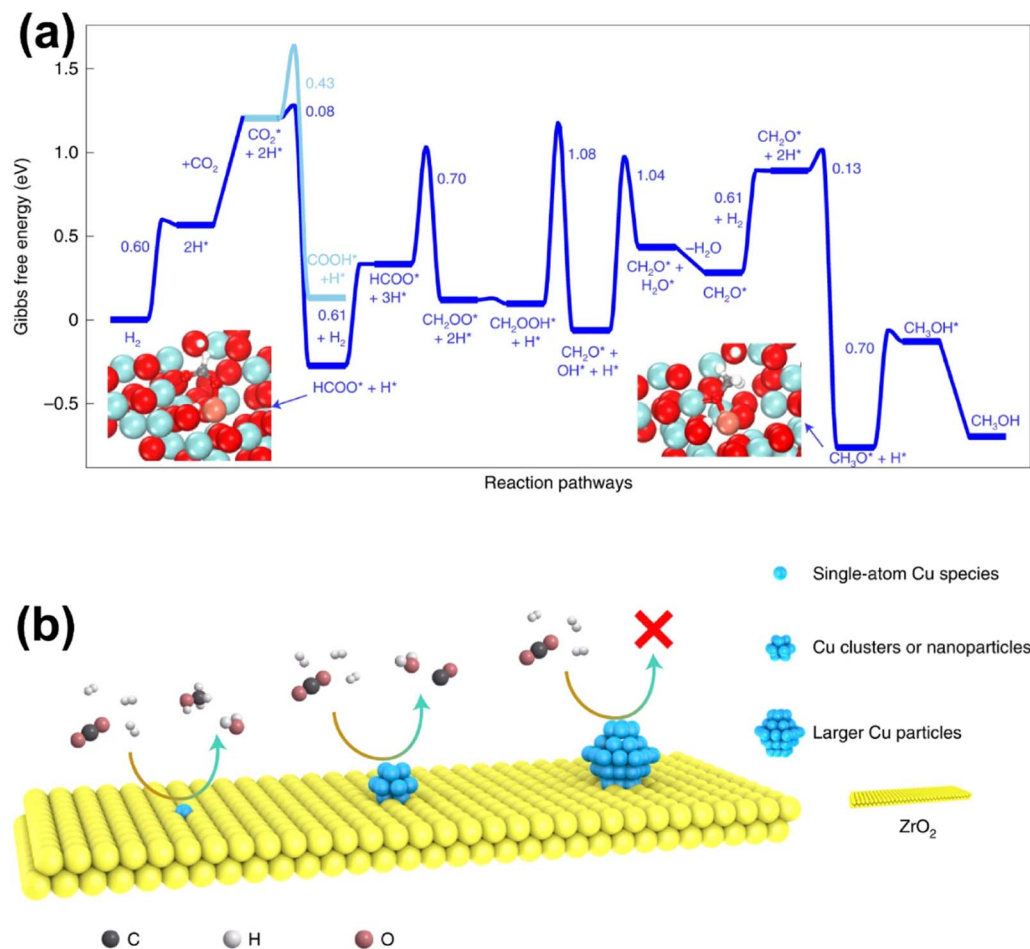 (a)
Gibbs free energy (eV)
1.5
1.0
0.5
0
−0.5
H₂
0.60
2H*
+CO₂
CO₂*
+ 2H*
0.43
0.08
COOH*
+H*
0.61
+ H₂
HCOO* + H*
HCOO*
+ 3H*
0.70
CH₂OO*
+ 2H*
CH₂OOH*
+ H*
1.08
CH₂O* +
OH* + H*
1.04
CH₂O* +
H₂O*
−H₂O
CH₂O*
0.61
+ H₂
CH₂O*
+ 2H*
0.13
CH₃O* + H*
0.70
CH₃OH*
CH₃OH
Reaction pathways
(b)
Single-atom Cu species
Cu clusters or nanoparticles
Larger Cu particles
ZrO₂
C
H
O